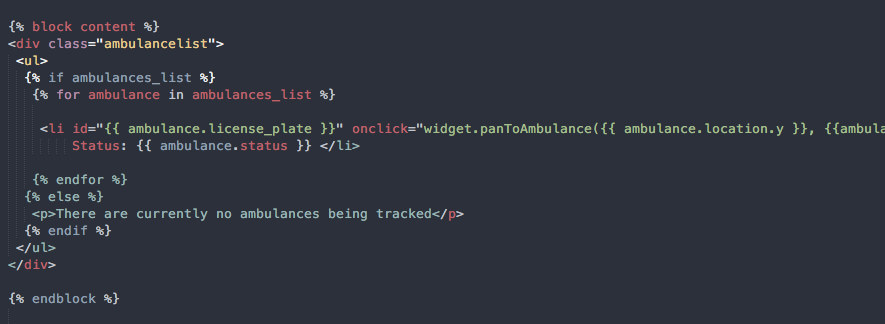 {% block content %}
<div class="ambulancelist">
<ul>
{% if ambulances_list %}
{% for ambulance in ambulances_list %}
<li id="{{ ambulance.license_plate }}" onclick="widget.panToAmbulance({{ ambulance.location.y }}, {{ambula
Status: {{ ambulance.status }} </li>
{% endfor %}
{% else %}
<p>There are currently no ambulances being tracked</p>
{% endif %}
</ul>
</div>
{% endblock %}